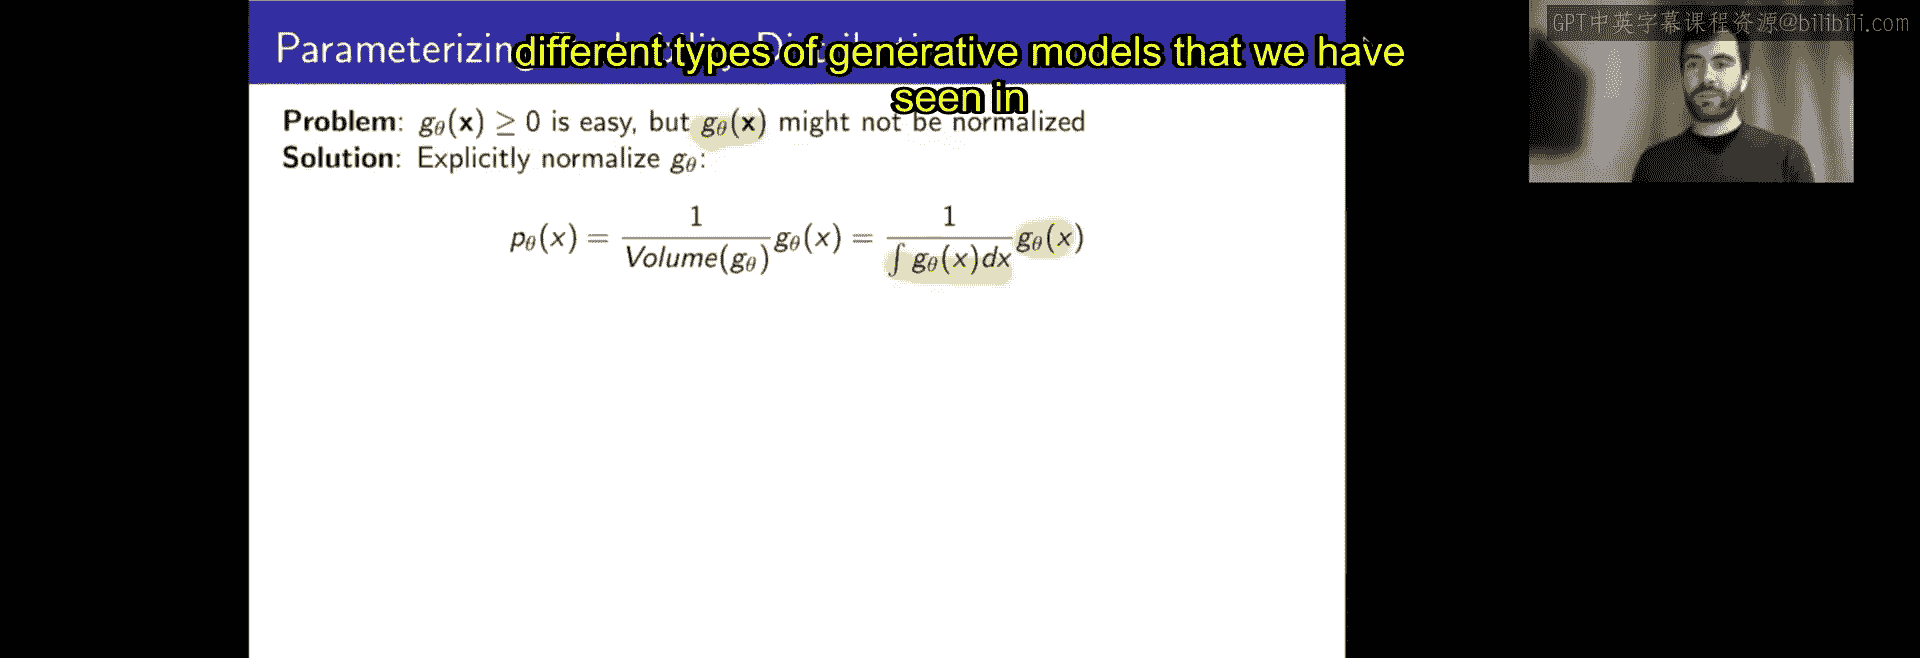 Parameterizing
different types of generative models that we have
seen in
GPT中英字幕课程资源@bilibili.com
Problem: gθ(x) ≥ 0 is easy, but gθ(x) might not be normalized
Solution: Explicitly normalize gθ:
pθ(x) = 1 / Volume(gθ) gθ(x) = 1 / ∫ gθ(x)dx gθ(x)